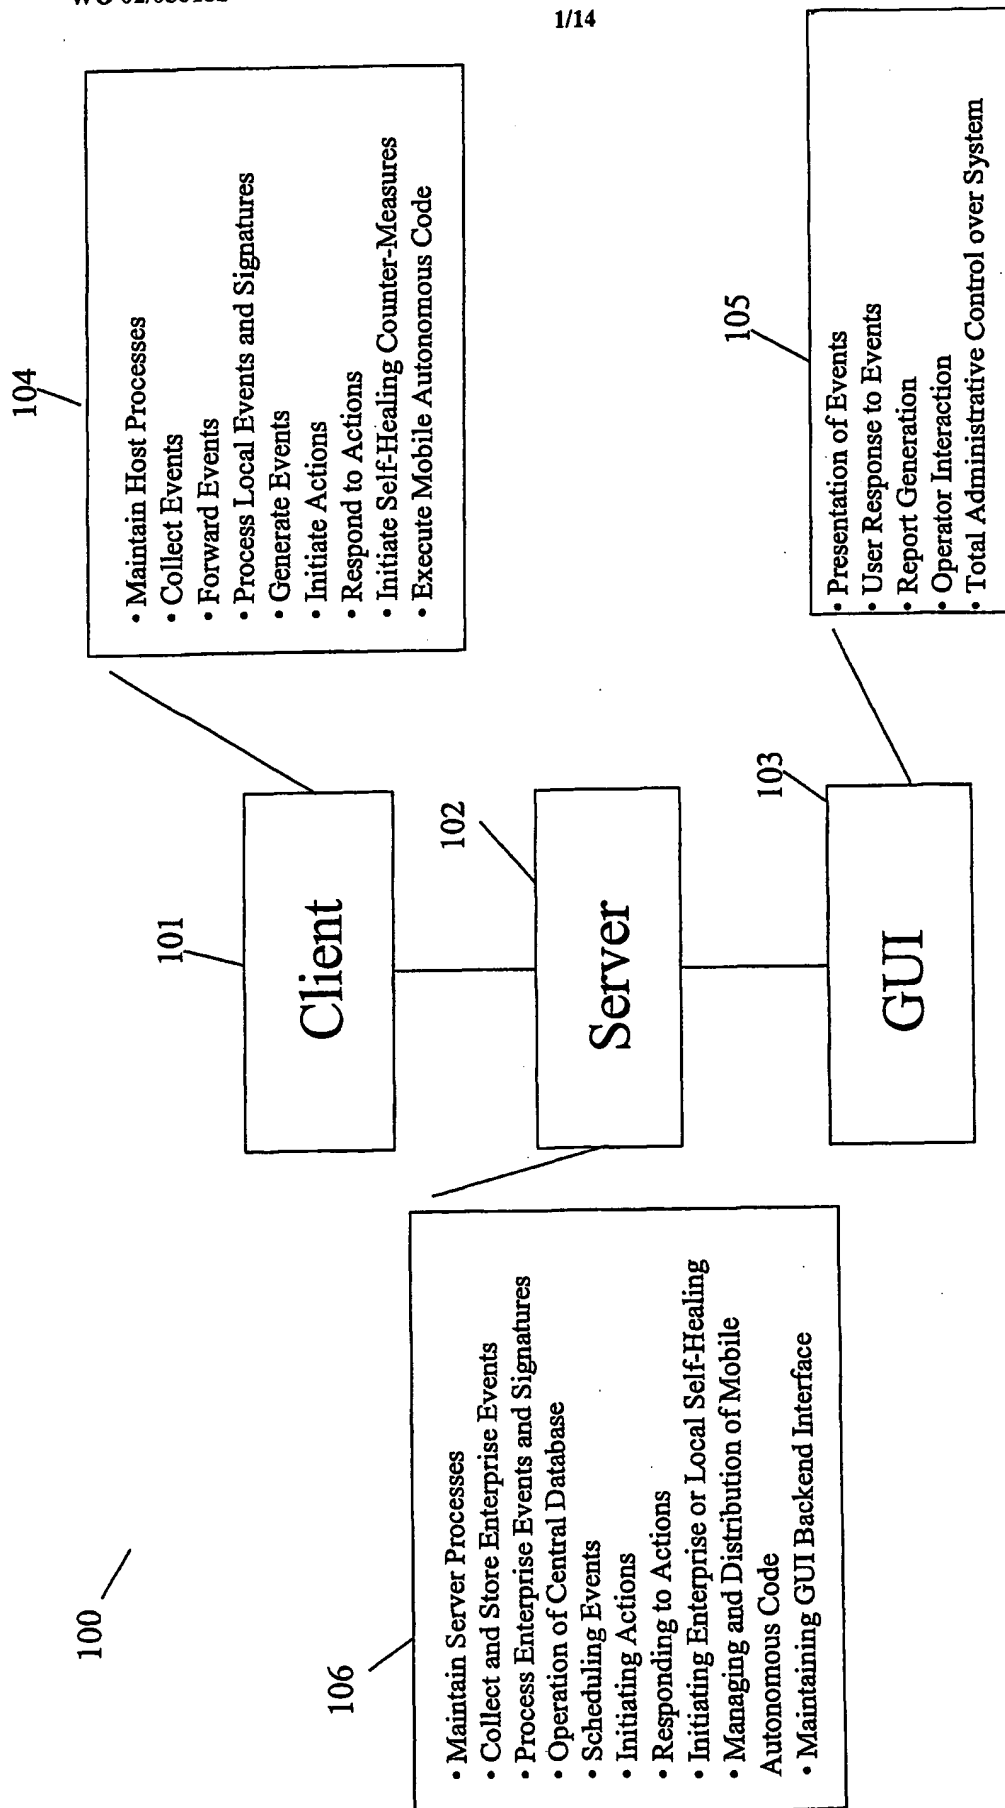 1/14
100
101
Client
102
Server
103
GUI
104
• Maintain Host Processes
• Collect Events
• Forward Events
• Process Local Events and Signatures
• Generate Events
• Initiate Actions
• Respond to Actions
• Initiate Self-Healing Counter-Measures
• Execute Mobile Autonomous Code
105
• Presentation of Events
• User Response to Events
• Report Generation
• Operator Interaction
• Total Administrative Control over System
106
• Maintain Server Processes
• Collect and Store Enterprise Events
• Process Enterprise Events and Signatures
• Operation of Central Database
• Scheduling Events
• Initiating Actions
• Responding to Actions
• Initiating Enterprise or Local Self-Healing
• Managing and Distribution of Mobile
Autonomous Code
• Maintaining GUI Backend Interface